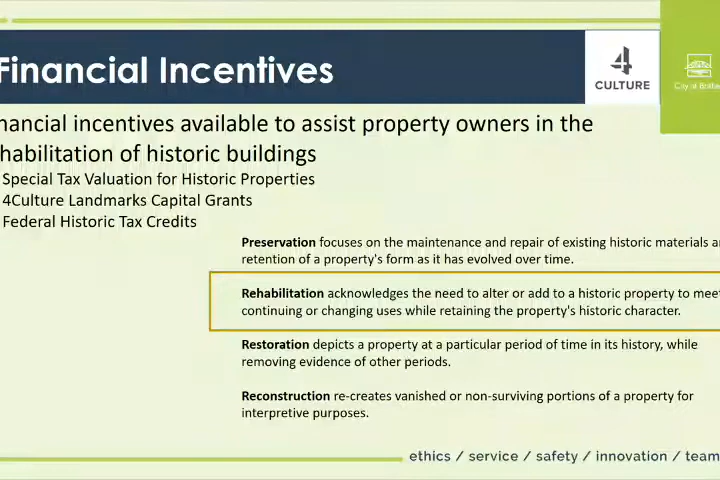 Financial Incentives
4
CULTURE
City of Bothe
nancial incentives available to assist property owners in the
habilitation of historic buildings
Special Tax Valuation for Historic Properties
4Culture Landmarks Capital Grants
Federal Historic Tax Credits
Preservation focuses on the maintenance and repair of existing historic materials a
retention of a property's form as it has evolved over time.
Rehabilitation acknowledges the need to alter or add to a historic property to meet
continuing or changing uses while retaining the property's historic character.
Restoration depicts a property at a particular period of time in its history, while
removing evidence of other periods.
Reconstruction re-creates vanished or non-surviving portions of a property for
interpretive purposes.
ethics / service / safety / innovation / team